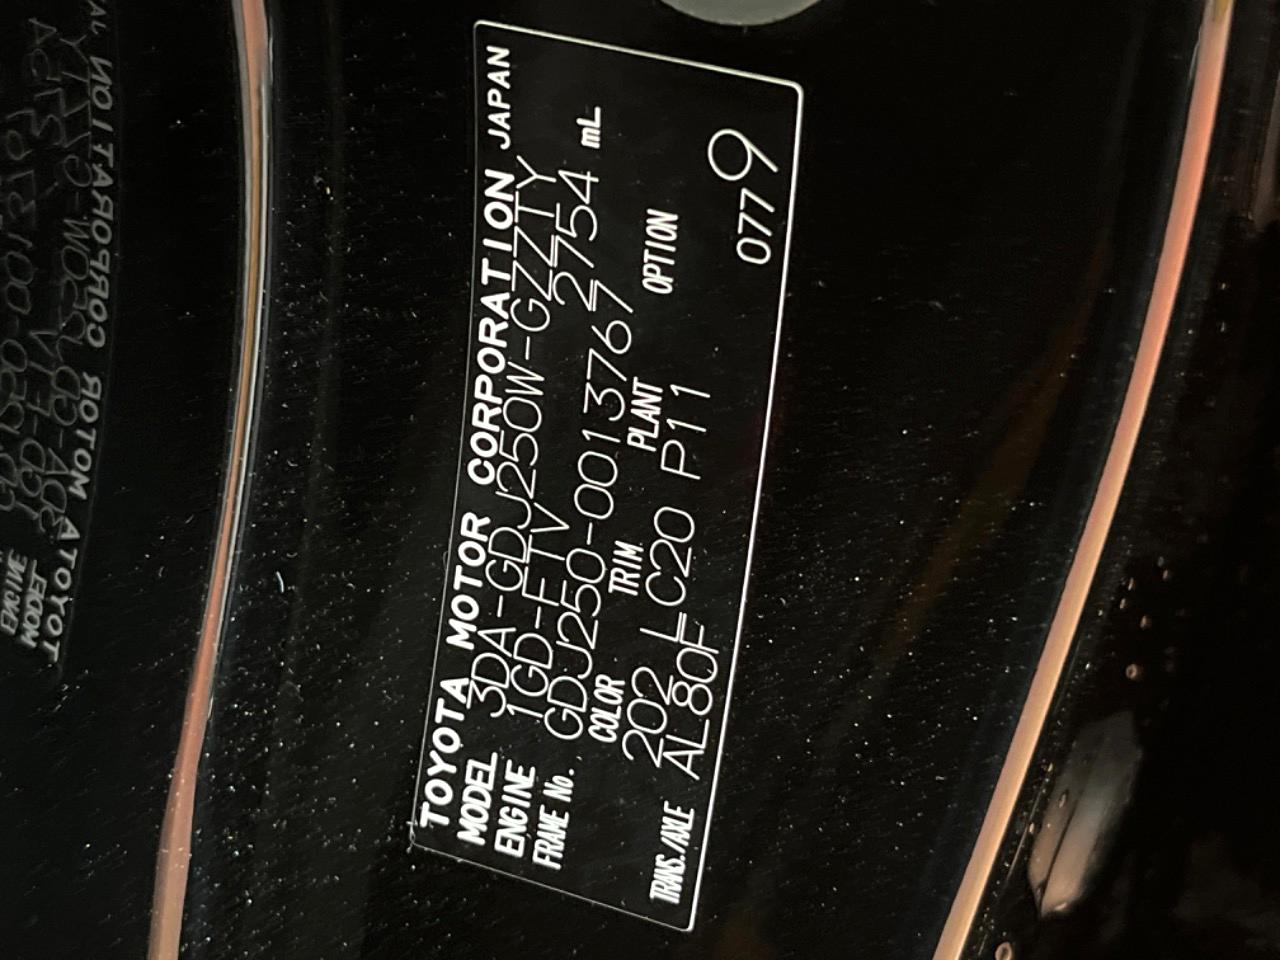 TOYOTA MOTOR CORPORATION JAPAN
MODEL 3DA-GDJ250W-GZZTY
ENGINE 1GD-FTV 2754 mL
FRAME No. GDJ250-0013767
COLOR TRIM PLANT OPTION
202 LC20 P11
TRANS./AXLE AL80F
0779